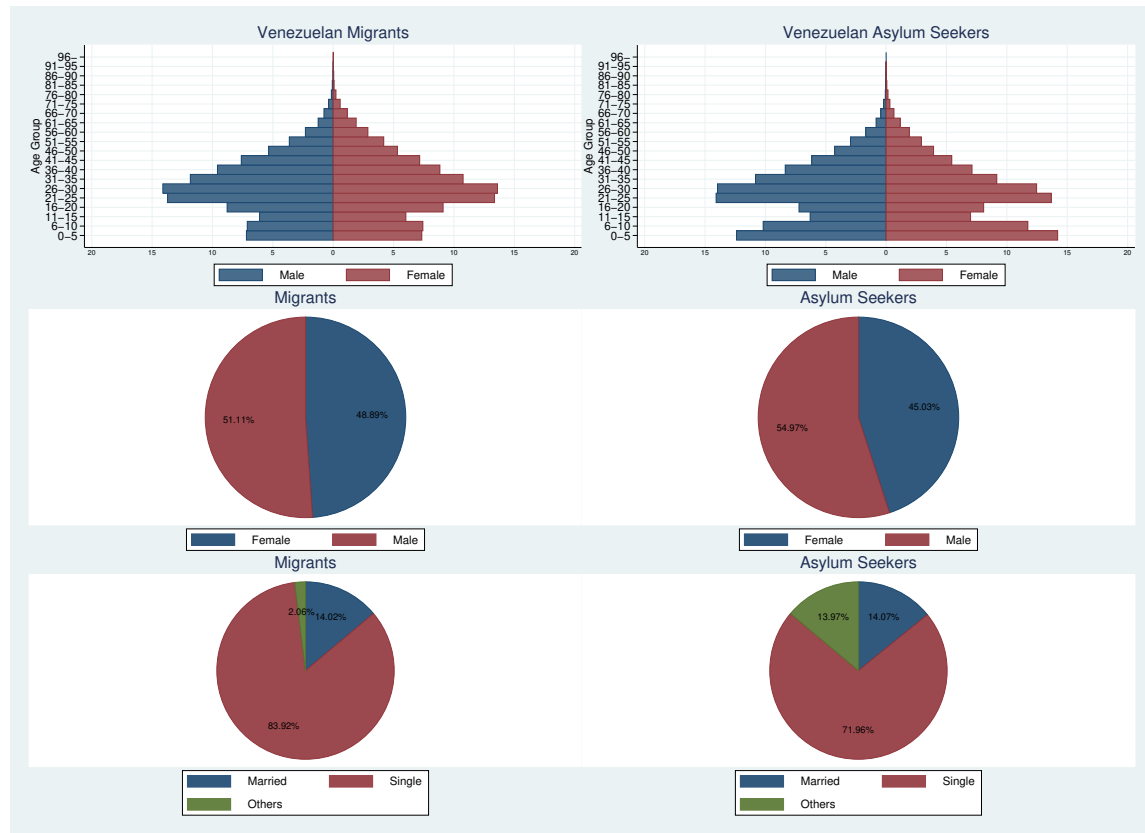 Venezuelan Migrants
Age Group
96−
91−95
86−90
81−85
76−80
71−75
66−70
61−65
56−60
51−55
46−50
41−45
36−40
31−35
26−30
21−25
16−20
11−15
6−10
0−5
20 15 10 5 0 5 10 15 20
Male Female
Venezuelan Asylum Seekers
Age Group
96−
91−95
86−90
81−85
76−80
71−75
66−70
61−65
56−60
51−55
46−50
41−45
36−40
31−35
26−30
21−25
16−20
11−15
6−10
0−5
20 15 10 5 0 5 10 15 20
Male Female
Migrants
51.11% 48.89%
Female Male
Asylum Seekers
54.97% 45.03%
Female Male
Migrants
2.06% 14.02%
83.92%
Married Single
Others
Asylum Seekers
13.97% 14.07%
71.96%
Married Single
Others